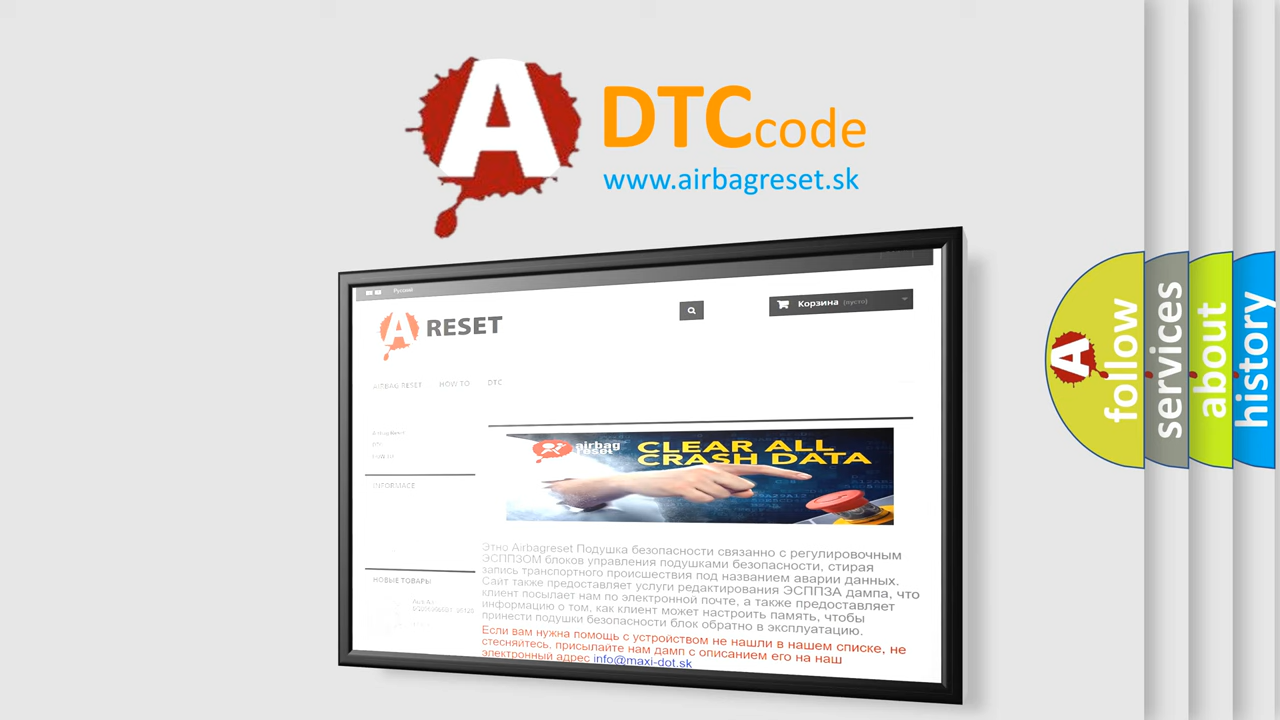 A
DTCcode
www.airbagreset.sk
Русский
A RESET
Корзина (пусто)
AIRBAG RESET HOW TO DTC
INFORMACE
airbag
reset
CLEAR ALL
CRASH DATA
Этно Airbagreset Подушка безопасности связанно с регулировочным
ЭСППЗОМ блоков управления подушками безопасности, стирая
запись транспортного происшествия под названием аварии данных.
Сайт также предоставляет услуги редактирования ЭСППЗА дампа, что
клиент посылает нам по электронной почте, а также предоставляет
информацию о том, как клиент может настроить память, чтобы
принести подушки безопасности блок обратно в эксплуатацию.
Если вам нужна помощь с устройством не нашли в нашем списке, не
стесняйтесь, присылайте нам дамп с описанием его на наш
электронный адрес info@maxi-dot.sk
НОВЫЕ ТОВАРЫ
A
follow
services
about
history